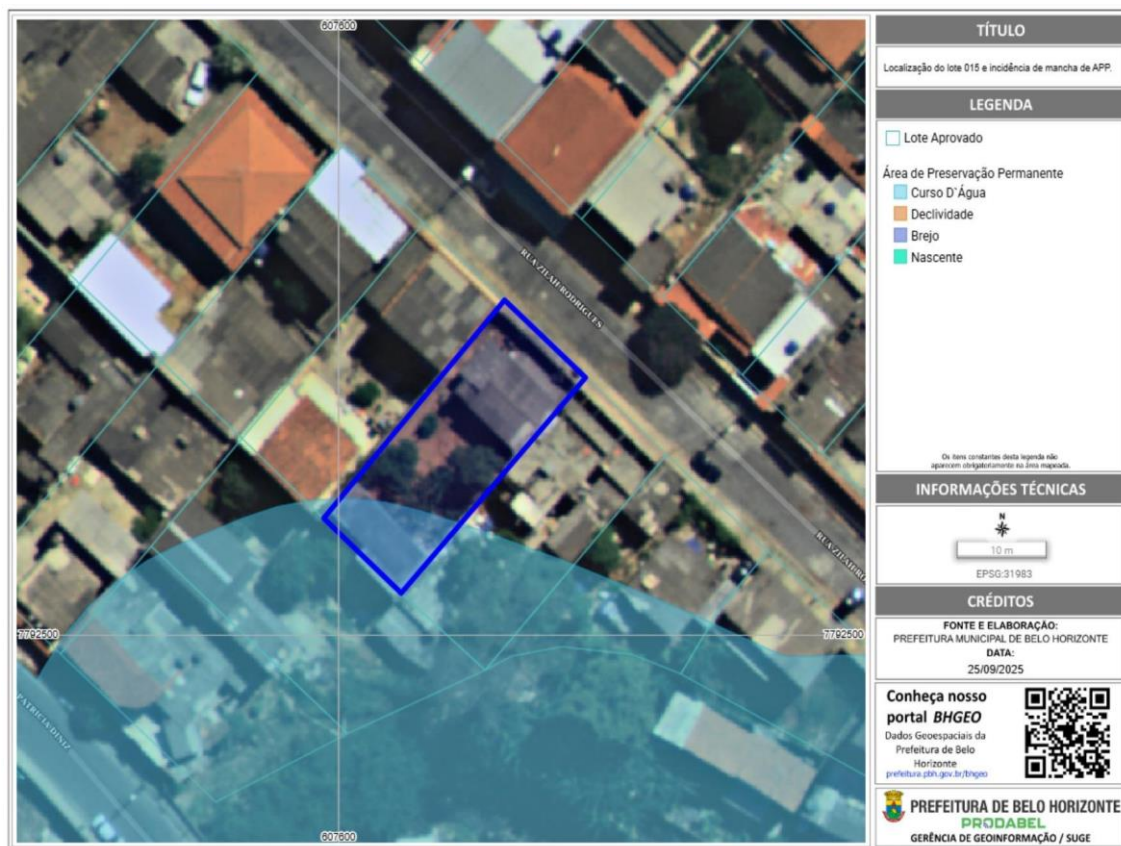 607600
RUA ZILAH RODRIGUES
7792500
7792500
PATRICIA DINIZ
607600
TÍTULO
Localização do lote 015 e incidência de mancha de APP.
LEGENDA
Lote Aprovado
Área de Preservação Permanente
Curso D`Água
Declividade
Brejo
Nascente
Os itens constantes desta legenda não
aparecem obrigatoriamente na área mapeada.
INFORMAÇÕES TÉCNICAS
N
10 m
EPSG:31983
CRÉDITOS
FONTE E ELABORAÇÃO:
PREFEITURA MUNICIPAL DE BELO HORIZONTE
DATA:
25/09/2025
Conheça nosso
portal BHGEO
Dados Geoespaciais da
Prefeitura de Belo
Horizonte
prefeitura.pbh.gov.br/bhgeo
PREFEITURA DE BELO HORIZONTE
PRODABEL
GERÊNCIA DE GEOINFORMAÇÃO / SUGE